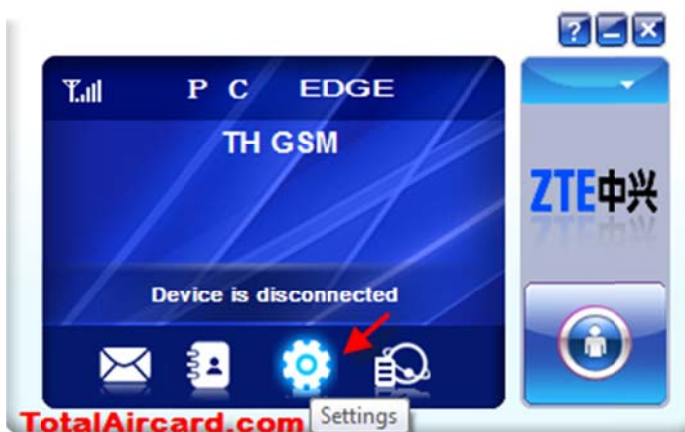 ?
P C EDGE
TH GSM
ZTE中兴
Device is disconnected
TotalAircard.com
Settings